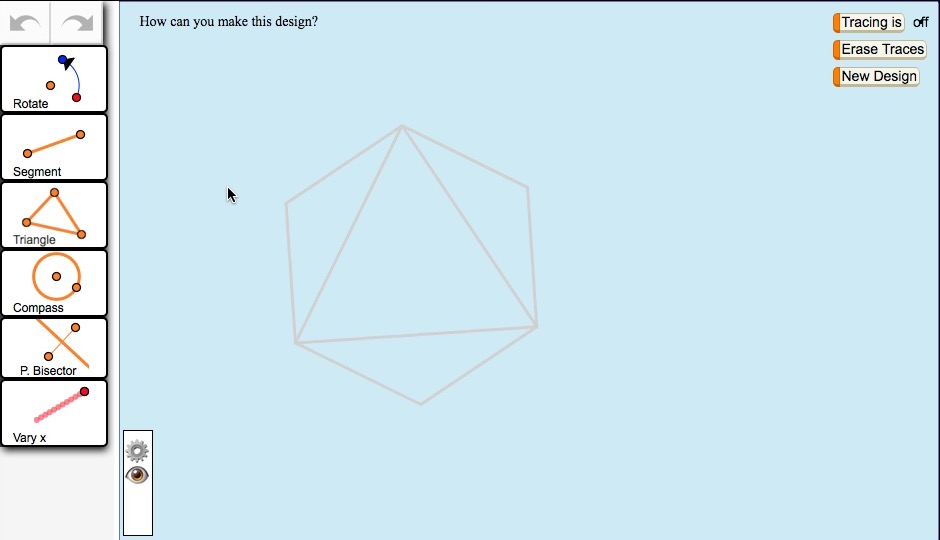 How can you make this design?
Tracing is off
Erase Traces
New Design
Rotate
Segment
Triangle
Compass
P. Bisector
Vary x